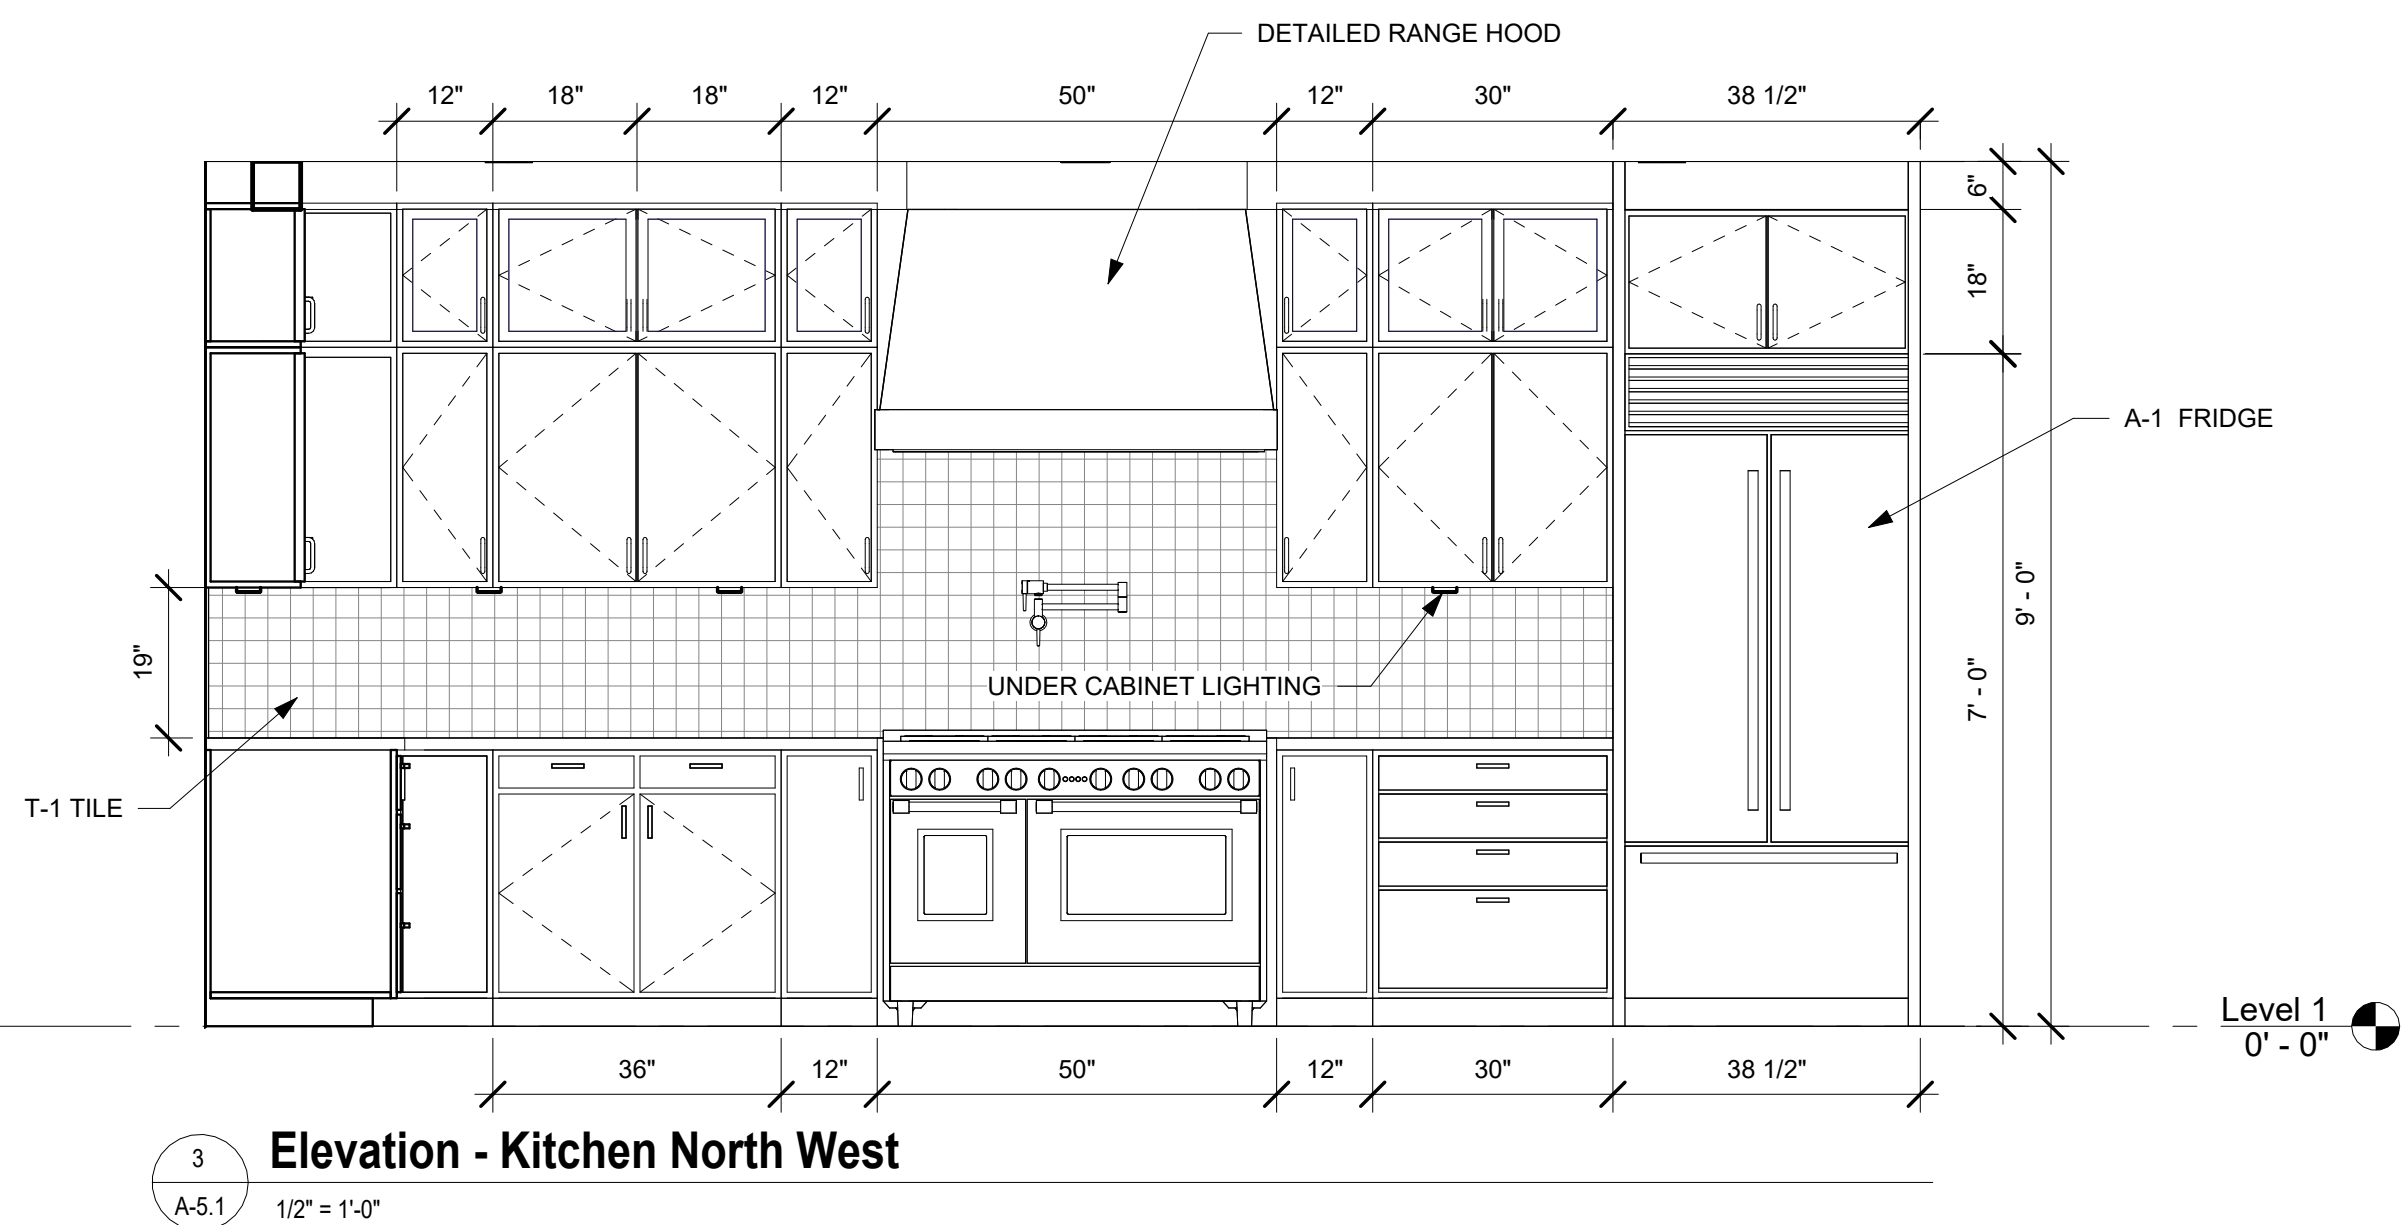 DETAILED RANGE HOOD
12" 18" 18" 12" 50" 12" 30" 38 1/2"
6"
18"
A-1 FRIDGE
9' - 0"
7' - 0"
19"
UNDER CABINET LIGHTING
T-1 TILE
Level 1
0' - 0"
36" 12" 50" 12" 30" 38 1/2"
3
Elevation - Kitchen North West
A-5.1
1/2" = 1'-0"